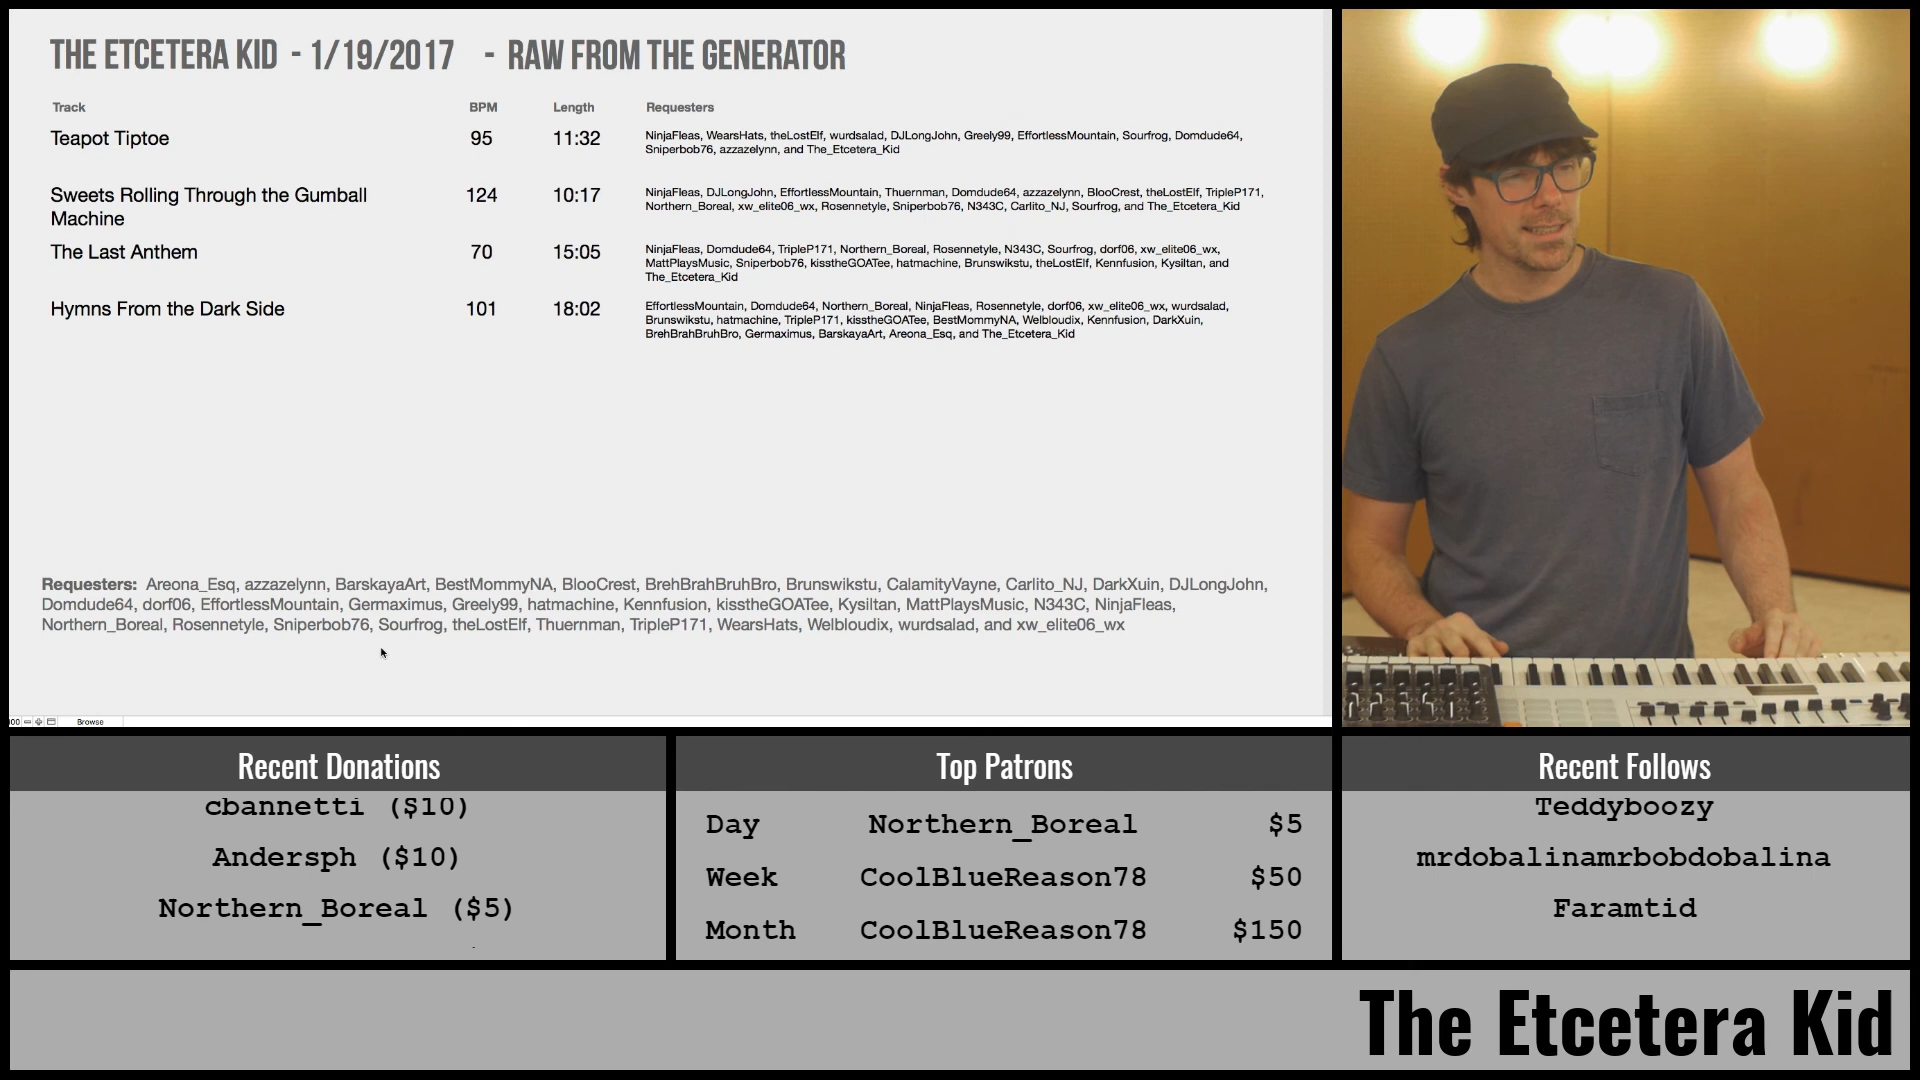 THE ETCETERA KID - 1/19/2017 - RAW FROM THE GENERATOR
Track BPM Length Requesters
Teapot Tiptoe 95 11:32 NinjaFleas, WearsHats, theLostElf, wurdsalad, DJLongJohn, Greely99, EffortlessMountain, Sourfrog, Domdude64,
Sniperbob76, azzazelynn, and The_Etcetera_Kid
Sweets Rolling Through the Gumball 124 10:17 NinjaFleas, DJLongJohn, EffortlessMountain, Thuernman, Domdude64, azzazelynn, BlooCrest, theLostElf, TripleP171,
Machine Northern_Boreal, xw_elite06_wx, Rosennetyle, Sniperbob76, N343C, Carlito_NJ, Sourfrog, and The_Etcetera_Kid
The Last Anthem 70 15:05 NinjaFleas, Domdude64, TripleP171, Northern_Boreal, Rosennetyle, N343C, Sourfrog, dorf06, xw_elite06_wx,
MattPlaysMusic, Sniperbob76, kisstheGOATee, hatmachine, Brunswikstu, theLostElf, Kennfusion, Kysiltan, and
The_Etcetera_Kid
Hymns From the Dark Side 101 18:02 EffortlessMountain, Domdude64, Northern_Boreal, NinjaFleas, Rosennetyle, dorf06, xw_elite06_wx, wurdsalad,
Brunswikstu, hatmachine, TripleP171, kisstheGOATee, BestMommyNA, Welbloudix, Kennfusion, DarkXuin,
BrehBrahBruhBro, Germaximus, BarskayaArt, Areona_Esq, and The_Etcetera_Kid
Requesters: Areona_Esq, azzazelynn, BarskayaArt, BestMommyNA, BlooCrest, BrehBrahBruhBro, Brunswikstu, CalamityVayne, Carlito_NJ, DarkXuin, DJLongJohn,
Domdude64, dorf06, EffortlessMountain, Germaximus, Greely99, hatmachine, Kennfusion, kisstheGOATee, Kysiltan, MattPlaysMusic, N343C, NinjaFleas,
Northern_Boreal, Rosennetyle, Sniperbob76, Sourfrog, theLostElf, Thuernman, TripleP171, WearsHats, Welbloudix, wurdsalad, and xw_elite06_wx
Browse
Recent Donations
cbannetti ($10)
Andersph ($10)
Northern_Boreal ($5)
Top Patrons
Day Northern_Boreal $5
Week CoolBlueReason78 $50
Month CoolBlueReason78 $150
Recent Follows
Teddyboozy
mrdobalinamrbobdobalina
Faramtid
The Etcetera Kid